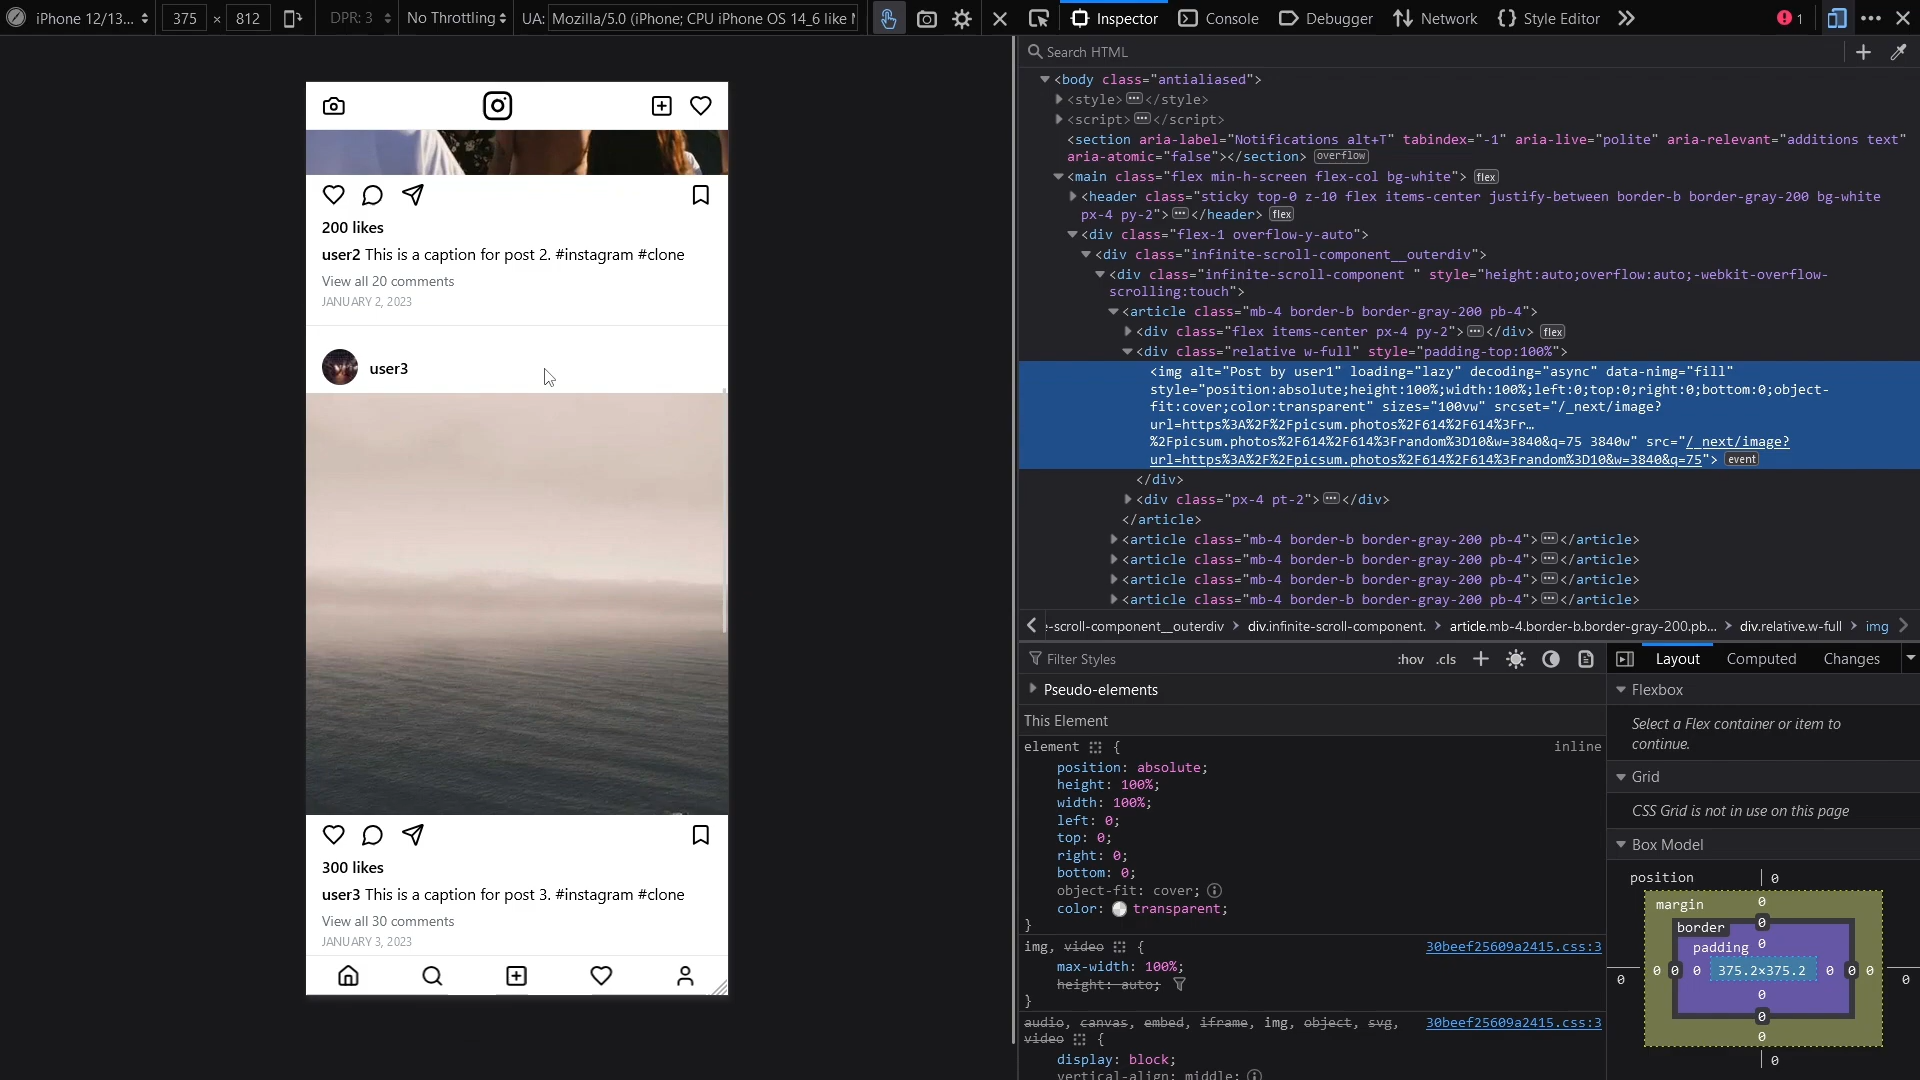 iPhone 12/13... 375 × 812 DPR: 3 No Throttling UA: Mozilla/5.0 (iPhone; CPU iPhone OS 14_6 like
Inspector Console Debugger Network Style Editor 1
200 likes
user2 This is a caption for post 2. #instagram #clone
View all 20 comments
JANUARY 2, 2023
user3
300 likes
user3 This is a caption for post 3. #instagram #clone
View all 30 comments
JANUARY 3, 2023
Search HTML
<body class="antialiased">
<style>···</style>
<script>···</script>
<section aria-label="Notifications alt+T" tabindex="-1" aria-live="polite" aria-relevant="additions text"
aria-atomic="false"></section> overflow
<main class="flex min-h-screen flex-col bg-white"> flex
<header class="sticky top-0 z-10 flex items-center justify-between border-b border-gray-200 bg-white
px-4 py-2">···</header> flex
<div class="flex-1 overflow-y-auto">
<div class="infinite-scroll-component__outerdiv">
<div class="infinite-scroll-component " style="height:auto;overflow:auto;-webkit-overflow-
scrolling:touch">
<article class="mb-4 border-b border-gray-200 pb-4">
<div class="flex items-center px-4 py-2">···</div> flex
<div class="relative w-full" style="padding-top:100%">
<img alt="Post by user1" loading="lazy" decoding="async" data-nimg="fill"
style="position:absolute;height:100%;width:100%;left:0;top:0;right:0;bottom:0;object-
fit:cover;color:transparent" sizes="100vw" srcset="/_next/image?
url=https%3A%2F%2Fpicsum.photos%2F614%2F614%3Fr…
%2Fpicsum.photos%2F614%2F614%3Frandom%3D10&w=3840&q=75 3840w" src="/_next/image?
url=https%3A%2F%2Fpicsum.photos%2F614%2F614%3Frandom%3D10&w=3840&q=75"> event
</div>
<div class="px-4 pt-2">···</div>
</article>
<article class="mb-4 border-b border-gray-200 pb-4">···</article>
<article class="mb-4 border-b border-gray-200 pb-4">···</article>
<article class="mb-4 border-b border-gray-200 pb-4">···</article>
<article class="mb-4 border-b border-gray-200 pb-4">···</article>
e-scroll-component__outerdiv > div.infinite-scroll-component. > article.mb-4.border-b.border-gray-200.pb... > div.relative.w-full > img
Filter Styles :hov .cls
Pseudo-elements
This Element
element { inline
position: absolute;
height: 100%;
width: 100%;
left: 0;
top: 0;
right: 0;
bottom: 0;
object-fit: cover;
color: transparent;
}
img, video { 30beef25609a2415.css:3
max-width: 100%;
height: auto;
}
audio, canvas, embed, iframe, img, object, svg, 30beef25609a2415.css:3
video {
display: block;
vertical-align: middle;
Layout Computed Changes
Flexbox
Select a Flex container or item to
continue.
Grid
CSS Grid is not in use on this page
Box Model
position 0
margin 0
border 0
padding 0
0 0 0 0 375.2×375.2 0 0 0 0
0
0
0
0